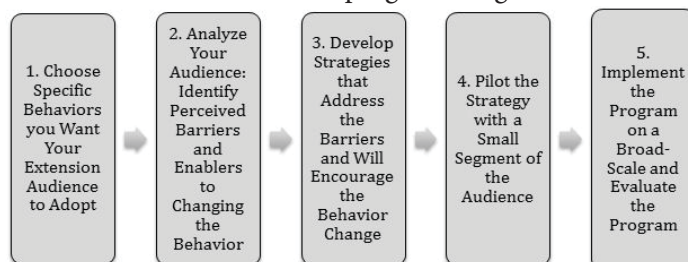 1. Choose
Specific
Behaviors
you Want
Your
Extension
Audience
to Adopt
2. Analyze
Your
Audience:
Identify
Perceived
Barriers
and
Enablers
to
Changing
the
Behavior
3. Develop
Strategies
that
Address
the
Barriers
and Will
Encourage
the
Behavior
Change
4. Pilot the
Strategy
with a
Small
Segment of
the
Audience
5.
Implement
the
Program
on a
Broad-
Scale and
Evaluate
the
Program